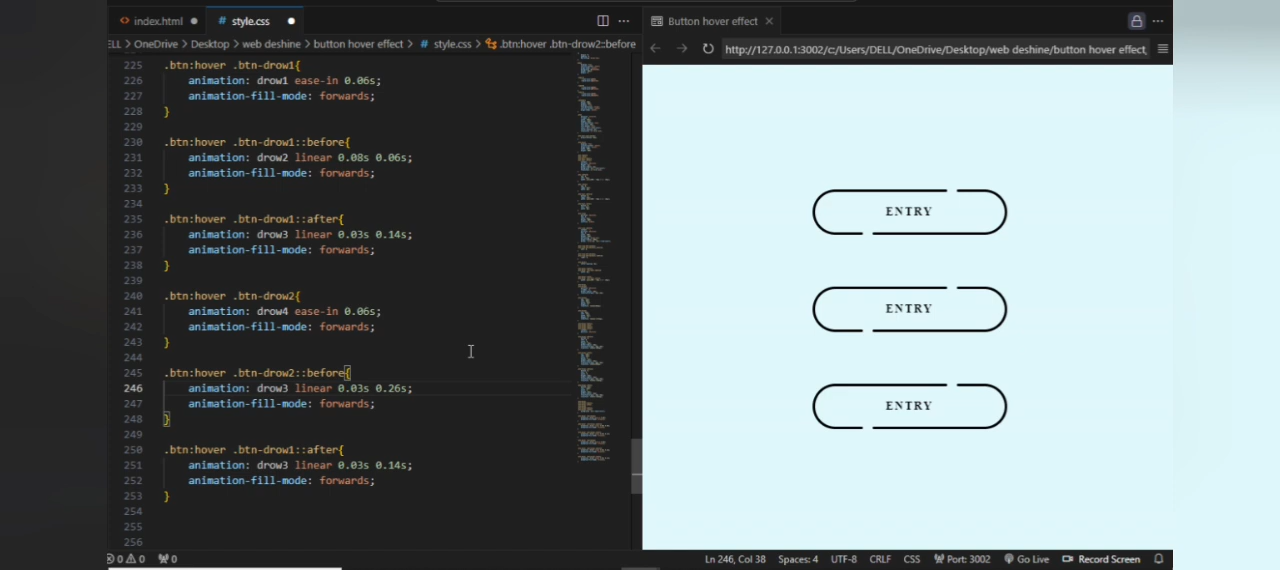 index.html
# style.css
Button hover effect
ELL > OneDrive > Desktop > web deshine > button hover effect > # style.css > .btn:hover .btn-drow2::before
http://127.0.0.1:3002/c:/Users/DELL/OneDrive/Desktop/web deshine/button hover effect,
225 .btn:hover .btn-drow1{
226 animation: drow1 ease-in 0.06s;
227 animation-fill-mode: forwards;
228 }
229
230 .btn:hover .btn-drow1::before{
231 animation: drow2 linear 0.08s 0.06s;
232 animation-fill-mode: forwards;
233 }
234
235 .btn:hover .btn-drow1::after{
236 animation: drow3 linear 0.03s 0.14s;
237 animation-fill-mode: forwards;
238 }
239
240 .btn:hover .btn-drow2{
241 animation: drow4 ease-in 0.06s;
242 animation-fill-mode: forwards;
243 }
244
245 .btn:hover .btn-drow2::before{
246 animation: drow3 linear 0.03s 0.26s;
247 animation-fill-mode: forwards;
248 }
249
250 .btn:hover .btn-drow1::after{
251 animation: drow3 linear 0.03s 0.14s;
252 animation-fill-mode: forwards;
253 }
254
255
256
ENTRY
ENTRY
ENTRY
0 0 0
Ln 246, Col 38 Spaces: 4 UTF-8 CRLF CSS Port: 3002 Go Live Record Screen